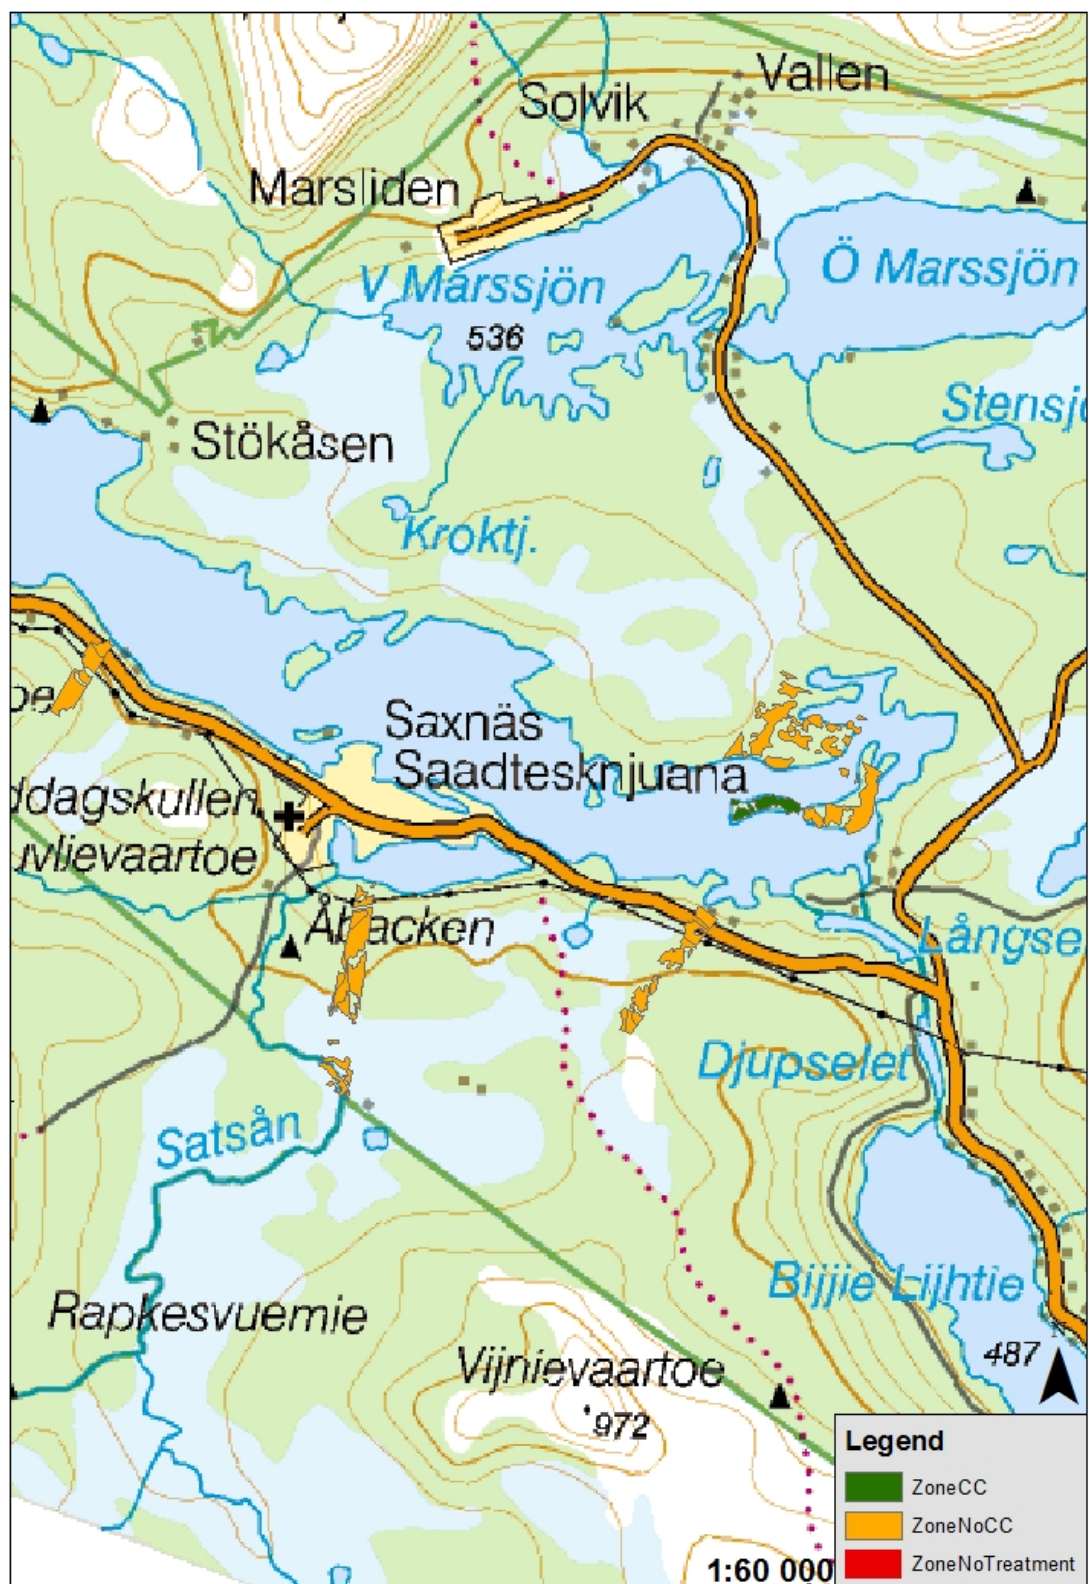 Vallen
Solvik
Marsliden
V Marssjön
536
Ö Marssjön
Stensjö
Stökåsen
Kroktj.
Saxnäs
Saadtesknjuana
ddagskullen
vlievaartoe
Åbacken
Långse
Djupselet
Satsån
Bijjie Lijhtie
487
Rapkesvuemie
Vijnievaartoe
972
Legend
ZoneCC
ZoneNoCC
ZoneNoTreatment
1:60 000